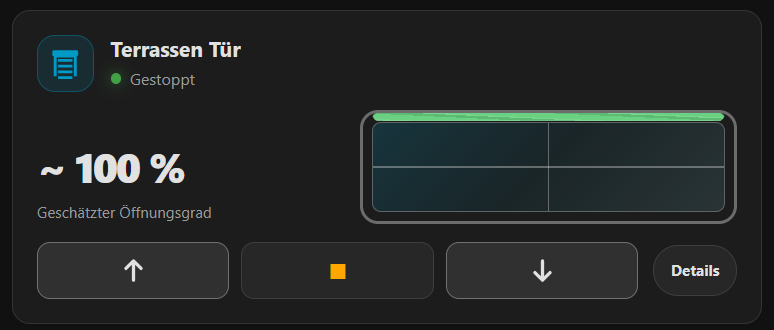 Terrassen Tür
Gestoppt
~ 100 %
Geschätzter Öffnungsgrad
Details